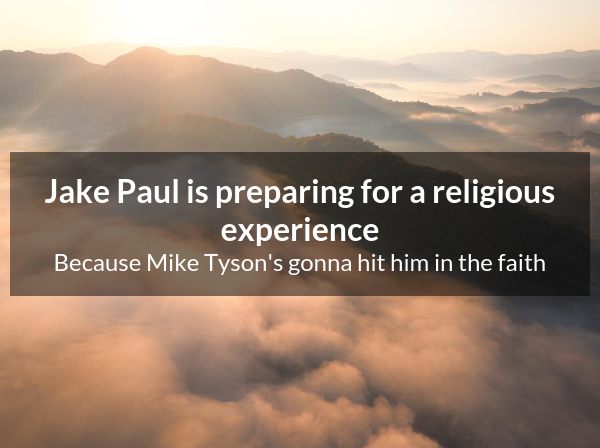 Jake Paul is preparing for a religious
experience
Because Mike Tyson's gonna hit him in the faith